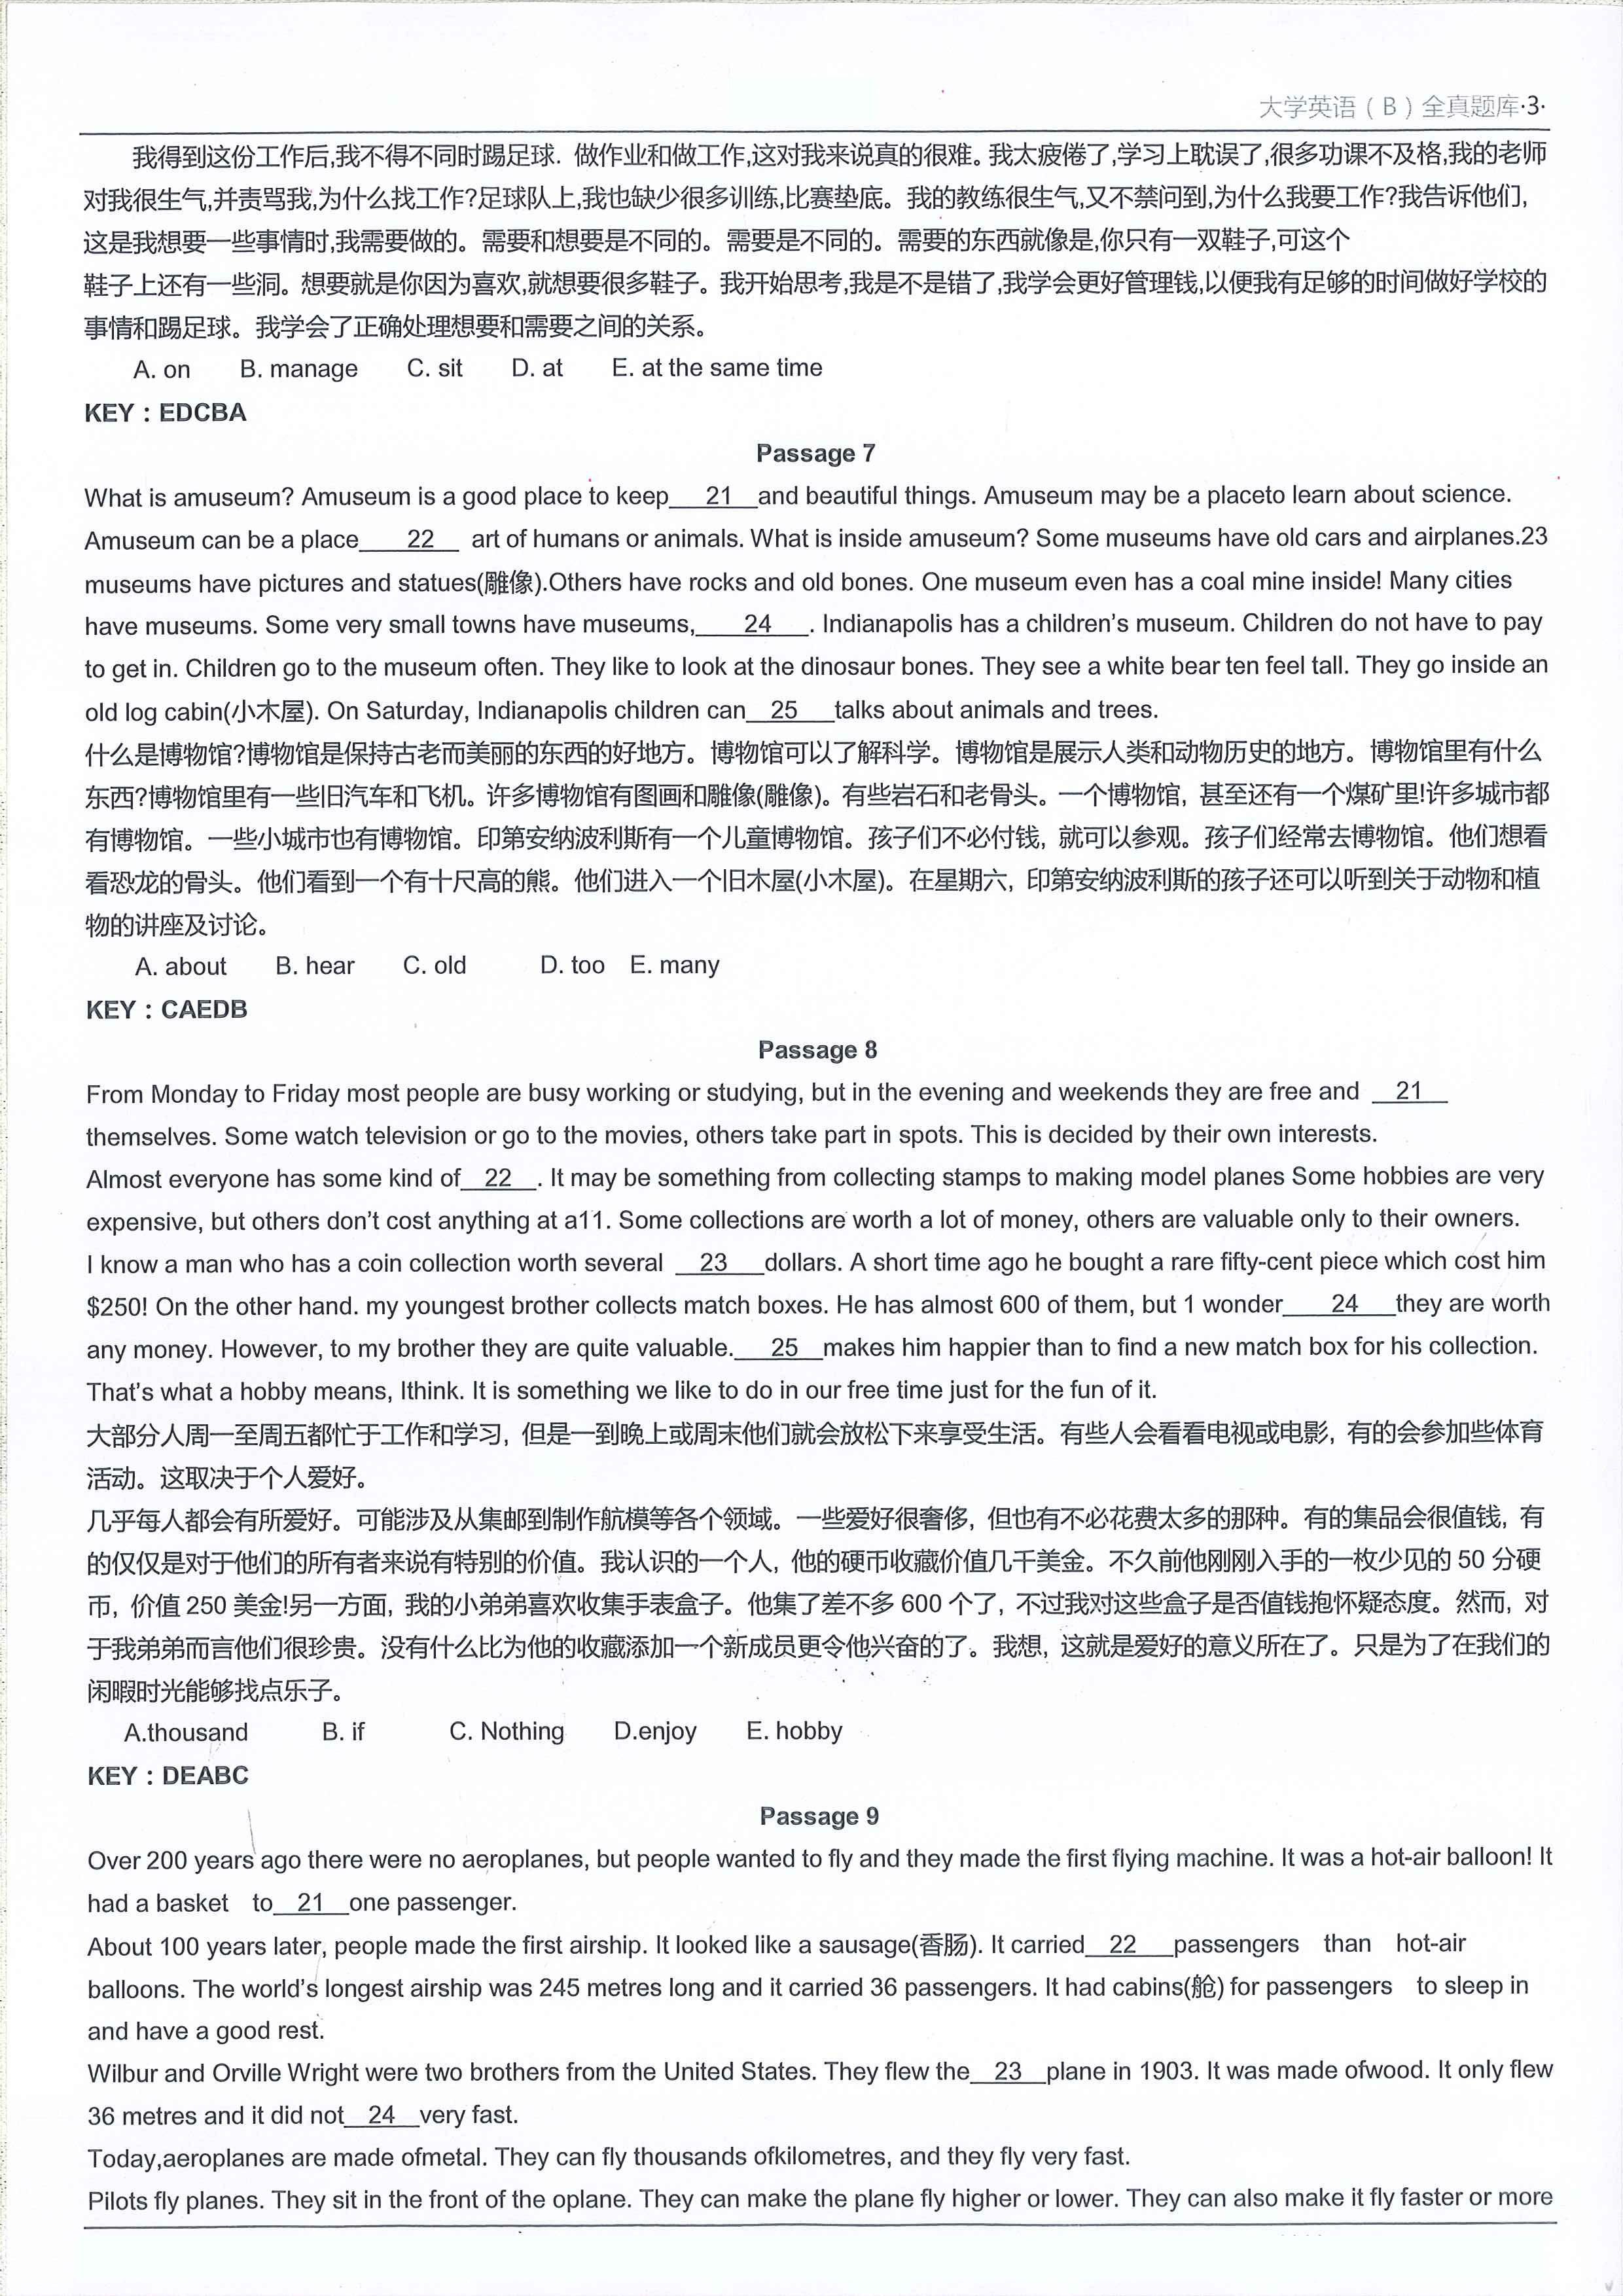 大学英语（B）全真题库·3·
我得到这份工作后,我不得不同时踢足球. 做作业和做工作,这对我来说真的很难。我太疲倦了,学习上耽误了,很多功课不及格,我的老师
对我很生气,并责骂我,为什么找工作?足球队上,我也缺少很多训练,比赛垫底。我的教练很生气,又不禁问到,为什么我要工作?我告诉他们,
这是我想要一些事情时,我需要做的。需要和想要是不同的。需要是不同的。需要的东西就像是,你只有一双鞋子,可这个
鞋子上还有一些洞。想要就是你因为喜欢,就想要很多鞋子。我开始思考,我是不是错了,我学会更好管理钱,以便我有足够的时间做好学校的
事情和踢足球。我学会了正确处理想要和需要之间的关系。
A. on B. manage C. sit D. at E. at the same time
KEY：EDCBA
Passage 7
What is amuseum? Amuseum is a good place to keep 21 and beautiful things. Amuseum may be a placeto learn about science.
Amuseum can be a place 22 art of humans or animals. What is inside amuseum? Some museums have old cars and airplanes.23
museums have pictures and statues(雕像).Others have rocks and old bones. One museum even has a coal mine inside! Many cities
have museums. Some very small towns have museums, 24 . Indianapolis has a children's museum. Children do not have to pay
to get in. Children go to the museum often. They like to look at the dinosaur bones. They see a white bear ten feel tall. They go inside an
old log cabin(小木屋). On Saturday, Indianapolis children can 25 talks about animals and trees.
什么是博物馆?博物馆是保持古老而美丽的东西的好地方。博物馆可以了解科学。博物馆是展示人类和动物历史的地方。博物馆里有什么
东西?博物馆里有一些旧汽车和飞机。许多博物馆有图画和雕像(雕像)。有些岩石和老骨头。一个博物馆, 甚至还有一个煤矿里!许多城市都
有博物馆。一些小城市也有博物馆。印第安纳波利斯有一个儿童博物馆。孩子们不必付钱, 就可以参观。孩子们经常去博物馆。他们想看
看恐龙的骨头。他们看到一个有十尺高的熊。他们进入一个旧木屋(小木屋)。在星期六, 印第安纳波利斯的孩子还可以听到关于动物和植
物的讲座及讨论。
A. about B. hear C. old D. too E. many
KEY：CAEDB
Passage 8
From Monday to Friday most people are busy working or studying, but in the evening and weekends they are free and 21
themselves. Some watch television or go to the movies, others take part in spots. This is decided by their own interests.
Almost everyone has some kind of 22 . It may be something from collecting stamps to making model planes Some hobbies are very
expensive, but others don't cost anything at a11. Some collections are worth a lot of money, others are valuable only to their owners.
I know a man who has a coin collection worth several 23 dollars. A short time ago he bought a rare fifty-cent piece which cost him
$250! On the other hand. my youngest brother collects match boxes. He has almost 600 of them, but 1 wonder 24 they are worth
any money. However, to my brother they are quite valuable. 25 makes him happier than to find a new match box for his collection.
That's what a hobby means, Ithink. It is something we like to do in our free time just for the fun of it.
大部分人周一至周五都忙于工作和学习, 但是一到晚上或周末他们就会放松下来享受生活。有些人会看看电视或电影, 有的会参加些体育
活动。这取决于个人爱好。
几乎每人都会有所爱好。可能涉及从集邮到制作航模等各个领域。一些爱好很奢侈, 但也有不必花费太多的那种。有的集品会很值钱, 有
的仅仅是对于他们的所有者来说有特别的价值。我认识的一个人, 他的硬币收藏价值几千美金。不久前他刚刚入手的一枚少见的 50 分硬
币, 价值 250 美金!另一方面, 我的小弟弟喜欢收集手表盒子。他集了差不多 600 个了, 不过我对这些盒子是否值钱抱怀疑态度。然而, 对
于我弟弟而言他们很珍贵。没有什么比为他的收藏添加一个新成员更令他兴奋的了。我想, 这就是爱好的意义所在了。只是为了在我们的
闲暇时光能够找点乐子。
A.thousand B. if C. Nothing D.enjoy E. hobby
KEY：DEABC
Passage 9
Over 200 years ago there were no aeroplanes, but people wanted to fly and they made the first flying machine. It was a hot-air balloon! It
had a basket to 21 one passenger.
About 100 years later, people made the first airship. It looked like a sausage(香肠). It carried 22 passengers than hot-air
balloons. The world's longest airship was 245 metres long and it carried 36 passengers. It had cabins(舱) for passengers to sleep in
and have a good rest.
Wilbur and Orville Wright were two brothers from the United States. They flew the 23 plane in 1903. It was made ofwood. It only flew
36 metres and it did not 24 very fast.
Today,aeroplanes are made ofmetal. They can fly thousands ofkilometres, and they fly very fast.
Pilots fly planes. They sit in the front of the oplane. They can make the plane fly higher or lower. They can also make it fly faster or more